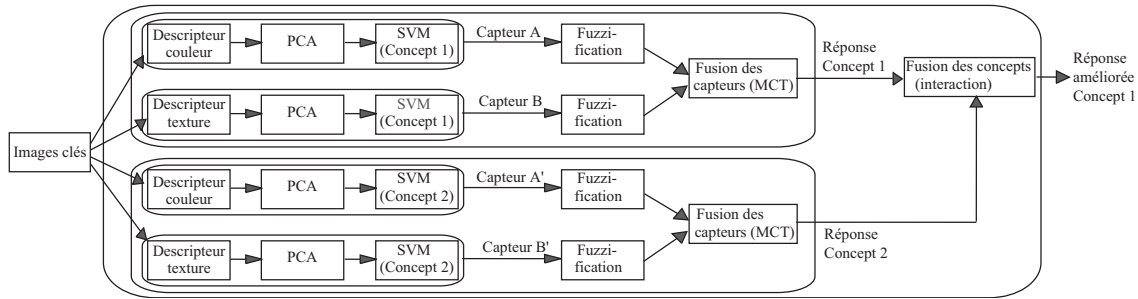 Images clés
Descripteur
couleur
PCA
SVM
(Concept 1)
Capteur A
Fuzzi-
fication
Descripteur
texture
PCA
SVM
(Concept 1)
Capteur B
Fuzzi-
fication
Fusion des
capteurs (MCT)
Réponse
Concept 1
Fusion des concepts
(interaction)
Réponse
améliorée
Concept 1
Descripteur
couleur
PCA
SVM
(Concept 2)
Capteur A'
Fuzzi-
fication
Descripteur
texture
PCA
SVM
(Concept 2)
Capteur B'
Fuzzi-
fication
Fusion des
capteurs (MCT)
Réponse
Concept 2